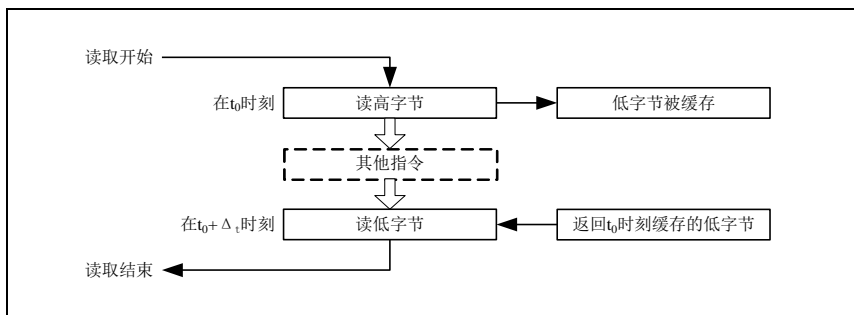 读取开始
在t₀时刻
读高字节
低字节被缓存
其他指令
在t₀+Δt时刻
读低字节
返回t₀时刻缓存的低字节
读取结束